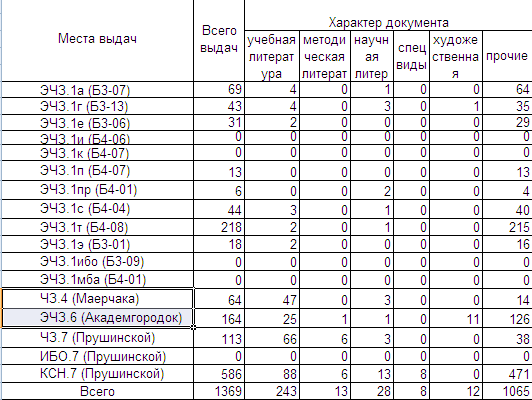 Места выдач
Всего выдач
Характер документа
учебная литерат ура
методи ческая литерат
научн ая литер
спец виды
художе ственна я
прочие
ЭЧЗ.1а (Б3-07) 69 4 0 1 0 0 64
ЭЧЗ.1г (Б3-13) 43 4 0 3 0 1 35
ЭЧЗ.1е (Б3-06) 31 2 0 0 0 0 29
ЭЧЗ.1и (Б4-06) 0 0 0 0 0 0 0
ЭЧЗ.1к (Б4-07) 0 0 0 0 0 0 0
ЭЧЗ.1п (Б4-07) 13 0 0 0 0 0 13
ЭЧЗ.1пр (Б4-01) 6 0 0 2 0 0 4
ЭЧЗ.1с (Б4-04) 44 3 0 1 0 0 40
ЭЧЗ.1т (Б4-08) 218 2 0 1 0 0 215
ЭЧЗ.1э (Б3-01) 18 2 0 0 0 0 16
ЭЧЗ.1ибо (Б3-09) 0 0 0 0 0 0 0
ЭЧЗ.1мба (Б4-01) 0 0 0 0 0 0 0
ЧЗ.4 (Маерчака) 64 47 0 3 0 0 14
ЭЧЗ.6 (Академгородок) 164 25 1 1 0 11 126
ЧЗ.7 (Прушинской) 113 66 6 3 0 0 38
ИБО.7 (Прушинской) 0 0 0 0 0 0 0
КСН.7 (Прушинской) 586 88 6 13 8 0 471
Всего 1369 243 13 28 8 12 1065